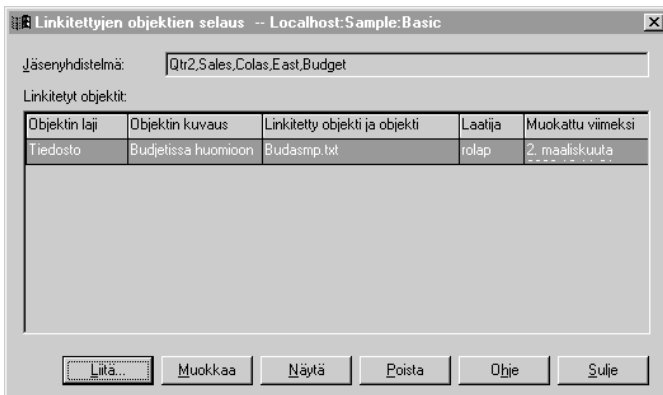 Linkitettyjen objektien selaus -- Localhost:Sample:Basic
Jäsenyhdistelmä: Qtr2,Sales,Colas,East,Budget
Linkitetyt objektit:
Objektin laji Objektin kuvaus Linkitetty objekti ja objekti Laatija Muokattu viimeksi
Tiedosto Budjetissa huomioon Budasmp.txt rolap 2. maaliskuuta
Liitä... Muokkaa Näytä Poista Ohje Sulje